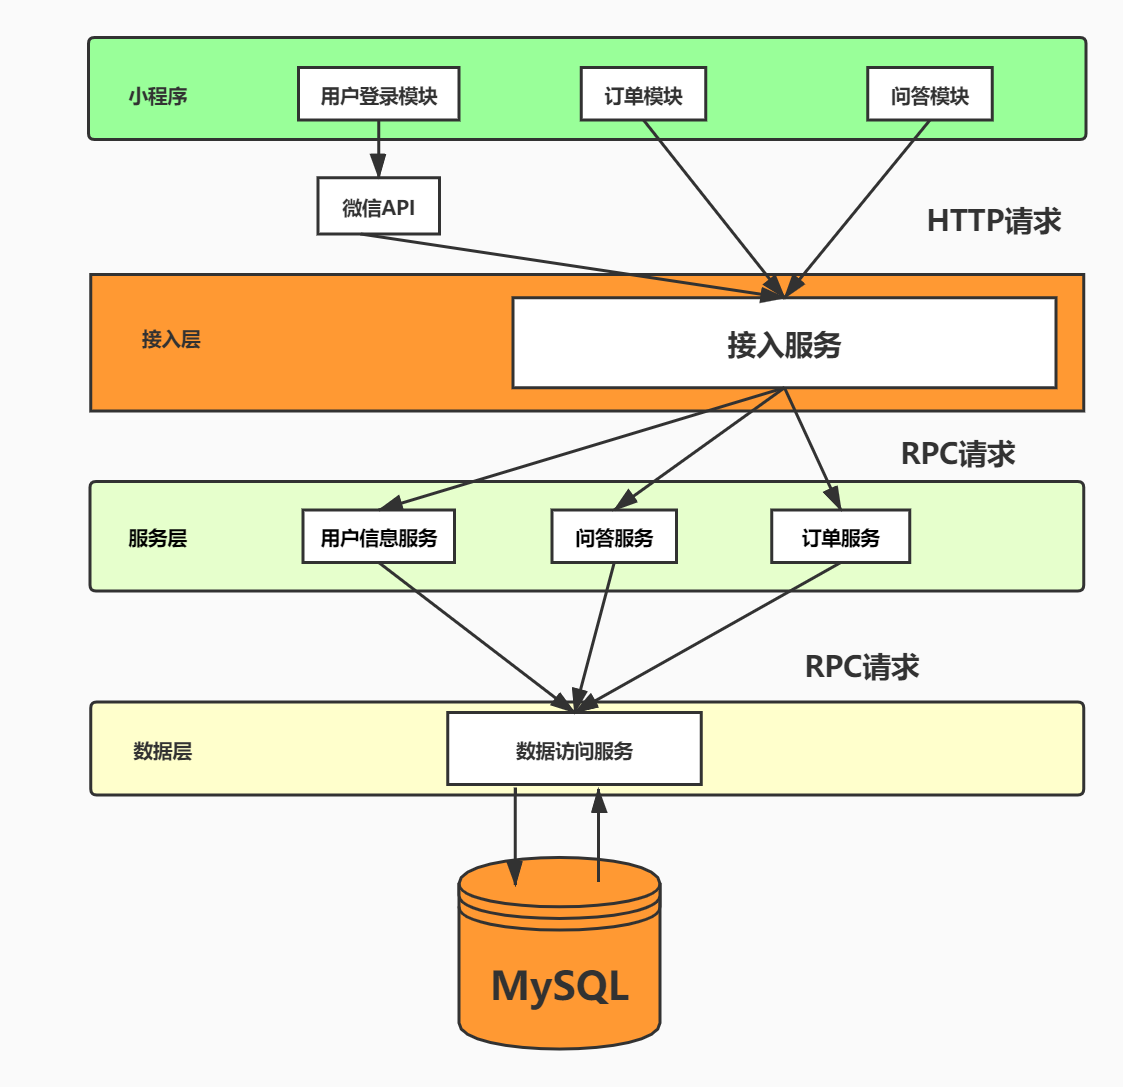 小程序
用户登录模块
订单模块
问答模块
微信API
HTTP请求
接入层
接入服务
RPC请求
服务层
用户信息服务
问答服务
订单服务
RPC请求
数据层
数据访问服务
MySQL